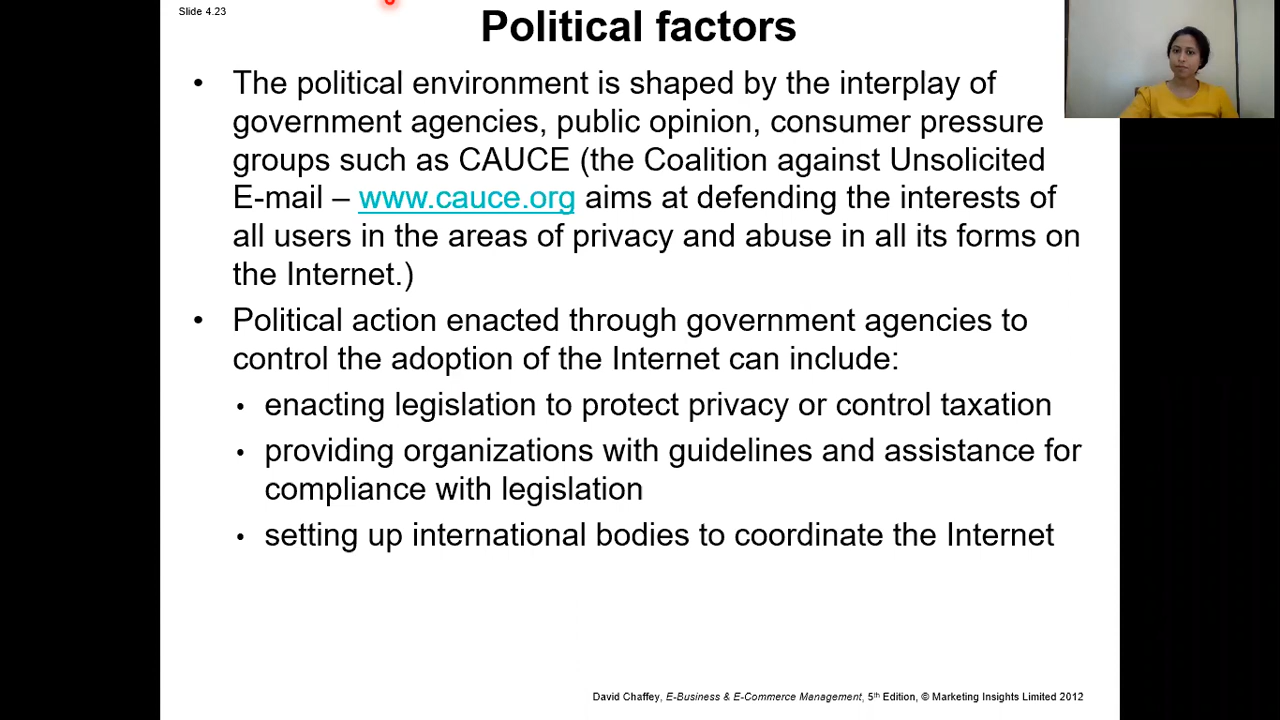 Slide 4.23
Political factors
• The political environment is shaped by the interplay of
government agencies, public opinion, consumer pressure
groups such as CAUCE (the Coalition against Unsolicited
E-mail – www.cauce.org aims at defending the interests of
all users in the areas of privacy and abuse in all its forms on
the Internet.)
• Political action enacted through government agencies to
control the adoption of the Internet can include:
• enacting legislation to protect privacy or control taxation
• providing organizations with guidelines and assistance for
compliance with legislation
• setting up international bodies to coordinate the Internet
David Chaffey, E-Business & E-Commerce Management, 5th Edition, © Marketing Insights Limited 2012